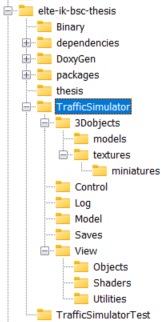 elte-ik-bsc-thesis
Binary
dependencies
DoxyGen
packages
thesis
TrafficSimulator
3Dobjects
models
textures
miniatures
Control
Log
Model
Saves
View
Objects
Shaders
Utilities
TrafficSimulatorTest